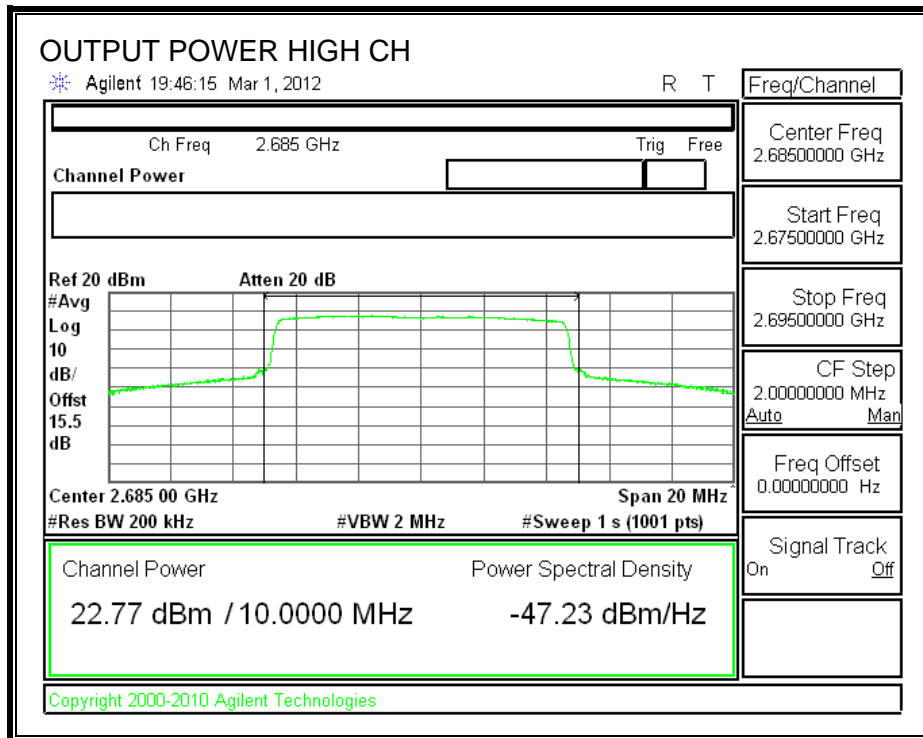 OUTPUT POWER HIGH CH
Agilent 19:46:15 Mar 1, 2012 R T
Freq/Channel
Ch Freq 2.685 GHz Trig Free
Channel Power
Center Freq
2.68500000 GHz
Start Freq
2.67500000 GHz
Stop Freq
2.69500000 GHz
CF Step
2.00000000 MHz
Auto Man
Freq Offset
0.00000000 Hz
Signal Track
On Off
Ref 20 dBm Atten 20 dB
#Avg
Log
10
dB/
Offst
15.5
dB
Center 2.685 00 GHz Span 20 MHz^
#Res BW 200 kHz #VBW 2 MHz #Sweep 1 s (1001 pts)
Channel Power Power Spectral Density
22.77 dBm / 10.0000 MHz -47.23 dBm/Hz
Copyright 2000-2010 Agilent Technologies